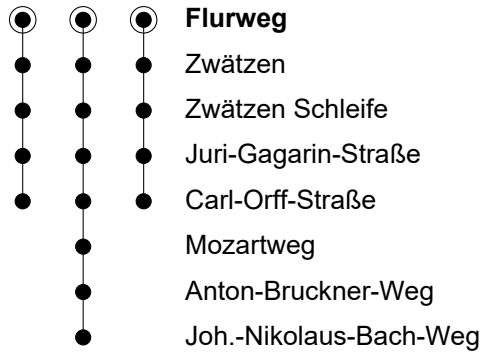 Flurweg
Zwätzen
Zwätzen Schleife
Juri-Gagarin-Straße
Carl-Orff-Straße
Mozartweg
Anton-Bruckner-Weg
Joh.-Nikolaus-Bach-Weg